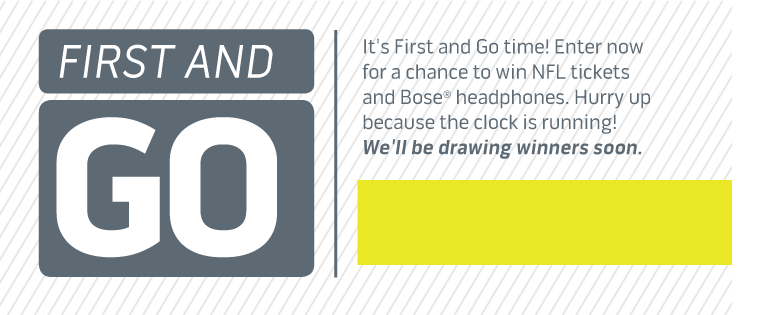 FIRST AND
GO
It's First and Go time! Enter now
for a chance to win NFL tickets
and Bose® headphones. Hurry up
because the clock is running!
We'll be drawing winners soon.